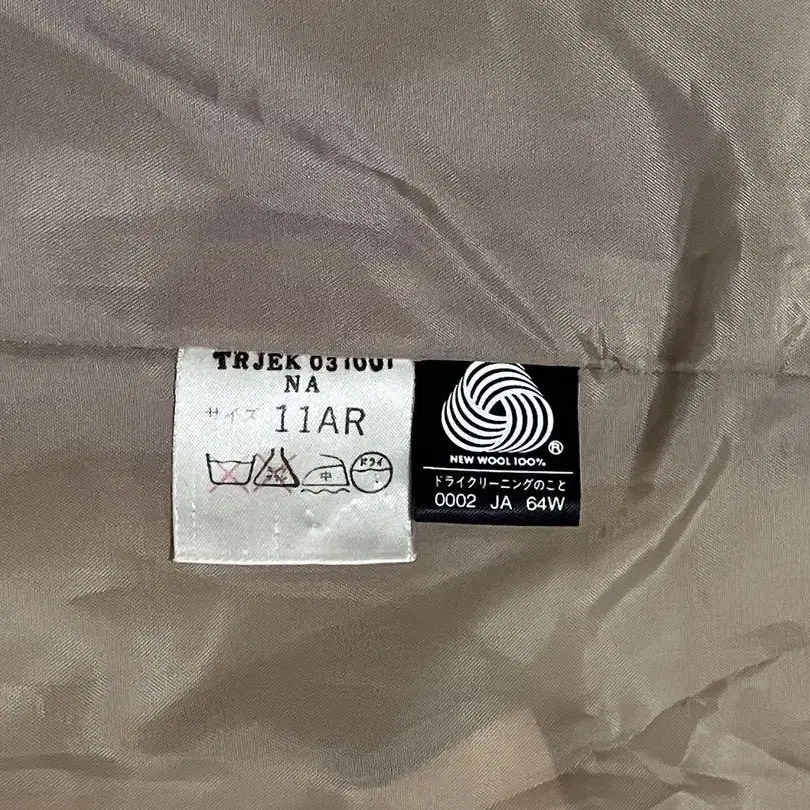 TRJEK 031001
NA
サイズ 11AR
中 ドライ
®
NEW WOOL 100%
ドライクリーニングのこと
0002 JA 64W